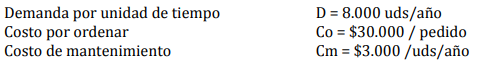 Demanda por unidad de tiempo D = 8.000 uds/año
Costo por ordenar Co = $30.000 / pedido
Costo de mantenimiento Cm = $3.000 /uds/año